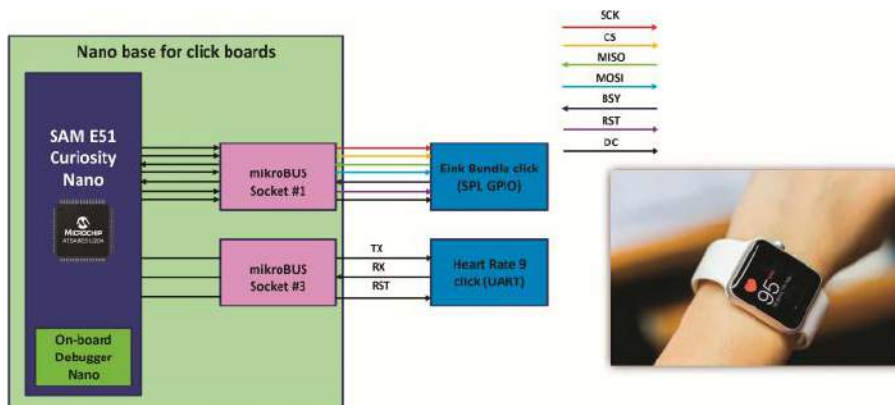 Nano base for click boards
SAM E51
Curiosity
Nano
MICROCHIP
On-board
Debugger
Nano
mikroBUS
Socket #1
mikroBUS
Socket #3
TX
RX
RST
Eink Bundle click
(SPI, GPIO)
Heart Rate 9
click (UART)
SCK
CS
MISO
MOSI
BSY
RST
DC
95